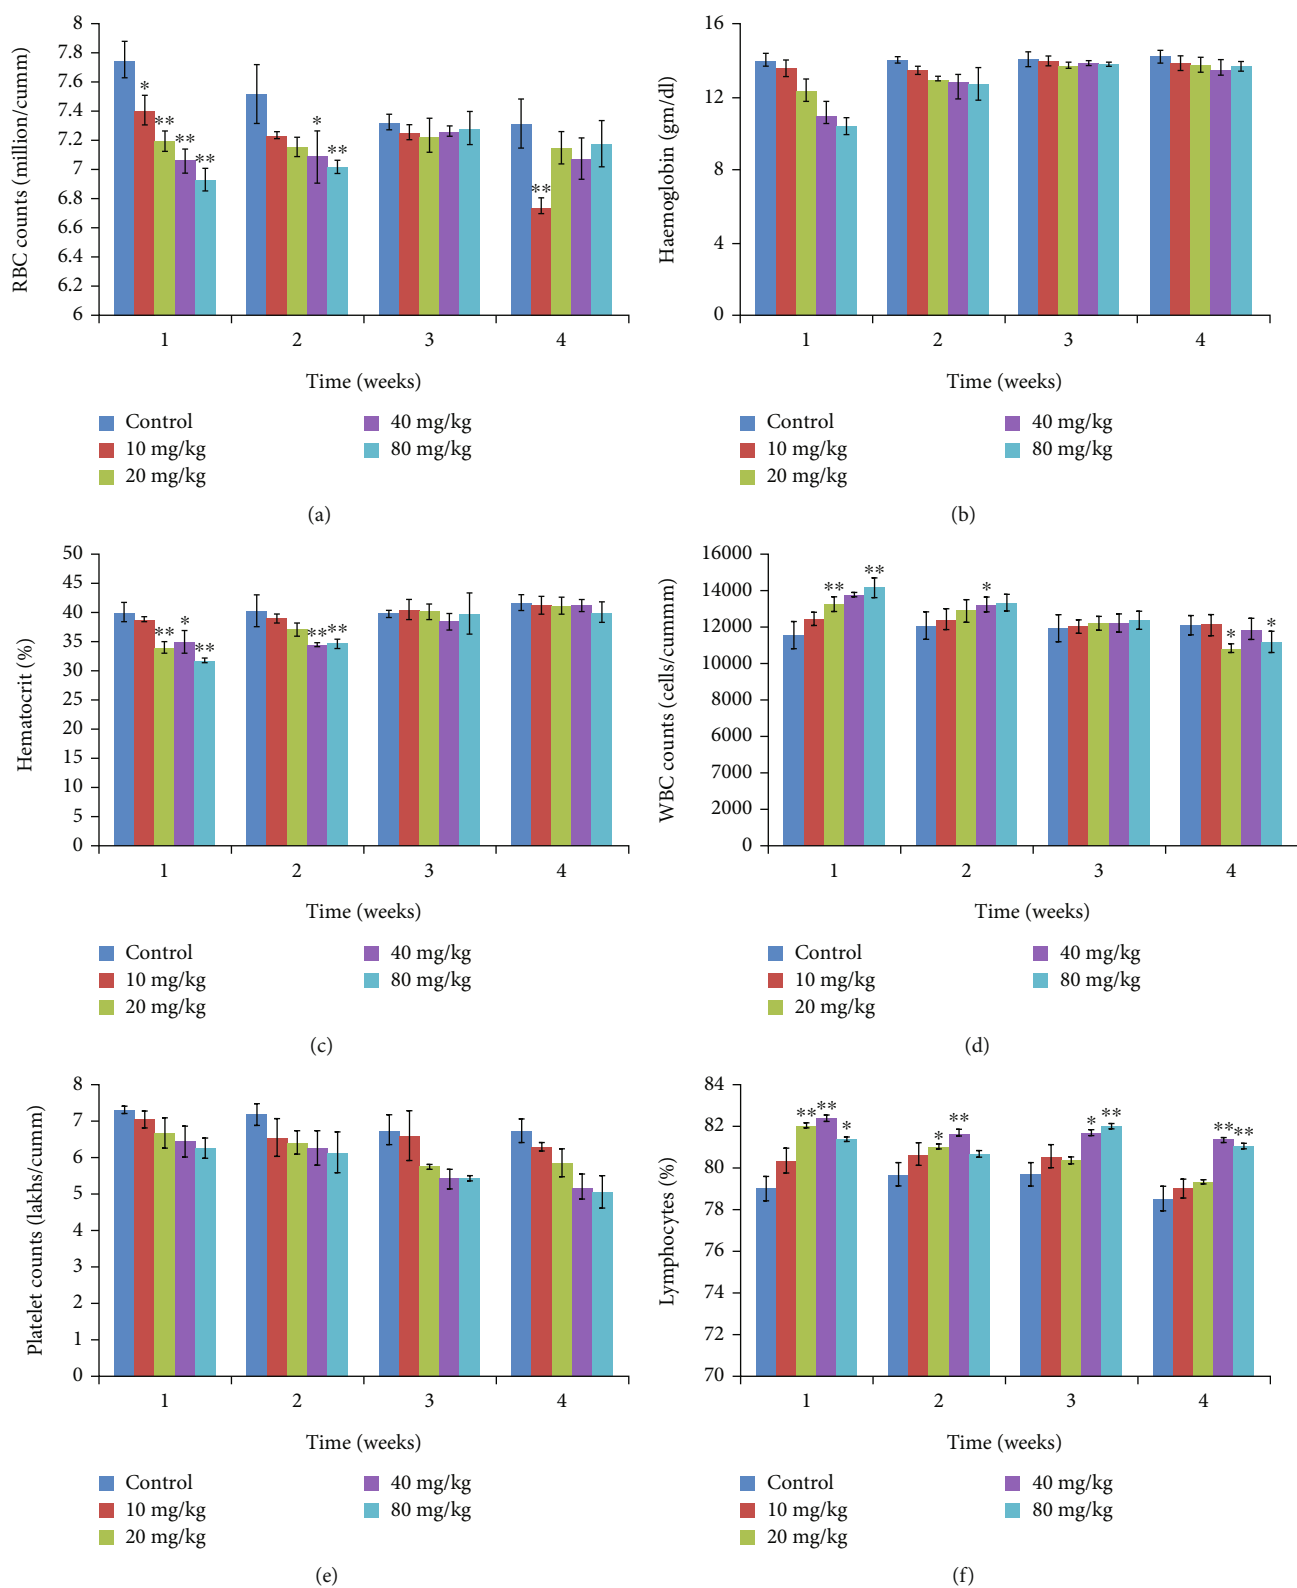 RBC counts (million/cumm)
8
7.8
7.6
7.4
7.2
7
6.8
6.6
6.4
6.2
6
*
**
**
**
*
**
**
1
2
3
4
Time (weeks)
Control
10 mg/kg
20 mg/kg
40 mg/kg
80 mg/kg
(a)
Haemoglobin (gm/dl)
16
12
8
4
0
1
2
3
4
Time (weeks)
Control
10 mg/kg
20 mg/kg
40 mg/kg
80 mg/kg
(b)
Hematocrit (%)
50
45
40
35
30
25
20
15
10
5
0
**
*
**
**
**
1
2
3
4
Time (weeks)
Control
10 mg/kg
20 mg/kg
40 mg/kg
80 mg/kg
(c)
WBC counts (cells/cummm)
16000
14000
12000
10000
8000
6000
7000
2000
0
**
**
*
*
*
1
2
3
4
Time (weeks)
Control
10 mg/kg
20 mg/kg
40 mg/kg
80 mg/kg
(d)
Platelet counts (lakhs/cumm)
8
7
6
5
4
3
2
1
0
1
2
3
4
Time (weeks)
Control
10 mg/kg
20 mg/kg
40 mg/kg
80 mg/kg
(e)
Lymphocytes (%)
84
82
80
78
76
74
72
70
**
**
*
*
**
*
**
**
**
1
2
3
4
Time (weeks)
Control
10 mg/kg
20 mg/kg
40 mg/kg
80 mg/kg
(f)